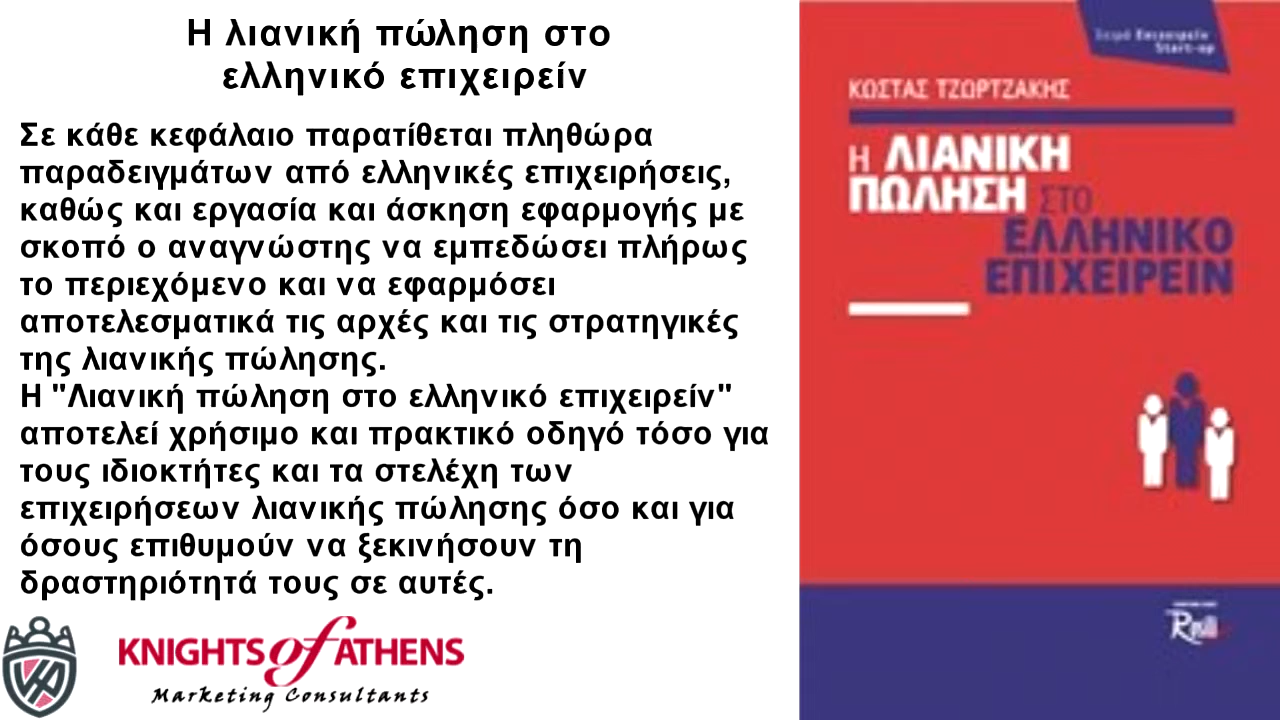 Η λιανική πώληση στο
ελληνικό επιχειρείν
Σε κάθε κεφάλαιο παρατίθεται πληθώρα
παραδειγμάτων από ελληνικές επιχειρήσεις,
καθώς και εργασία και άσκηση εφαρμογής με
σκοπό ο αναγνώστης να εμπεδώσει πλήρως
το περιεχόμενο και να εφαρμόσει
αποτελεσματικά τις αρχές και τις στρατηγικές
της λιανικής πώλησης.
Η "Λιανική πώληση στο ελληνικό επιχειρείν"
αποτελεί χρήσιμο και πρακτικό οδηγό τόσο για
τους ιδιοκτήτες και τα στελέχη των
επιχειρήσεων λιανικής πώλησης όσο και για
όσους επιθυμούν να ξεκινήσουν τη
δραστηριότητά τους σε αυτές.
KNIGHTS of ATHENS
Marketing Consultants
Σειρά Επιχειρείν
Start-up
ΚΩΣΤΑΣ ΤΖΩΡΤΖΑΚΗΣ
Η ΛΙΑΝΙΚΗ
ΠΩΛΗΣΗ ΣΤΟ
ΕΛΛΗΝΙΚΟ
ΕΠΙΧΕΙΡΕΙΝ